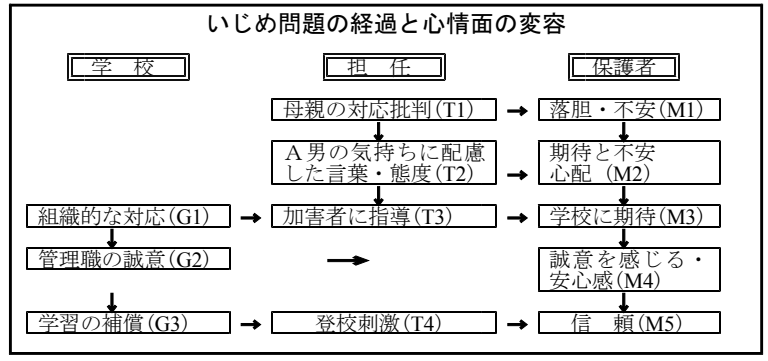 いじめ問題の経過と心情面の変容
学　校　担　任　保護者
母親の対応批判(T1) → 落胆・不安(M1)
A男の気持ちに配慮 期待と不安
した言葉・態度(T2) → 心配 (M2)
組織的な対応(G1) → 加害者に指導(T3) → 学校に期待(M3)
管理職の誠意(G2) → 誠意を感じる・
安心感(M4)
学習の補償(G3) → 登校刺激(T4) → 信　頼(M5)